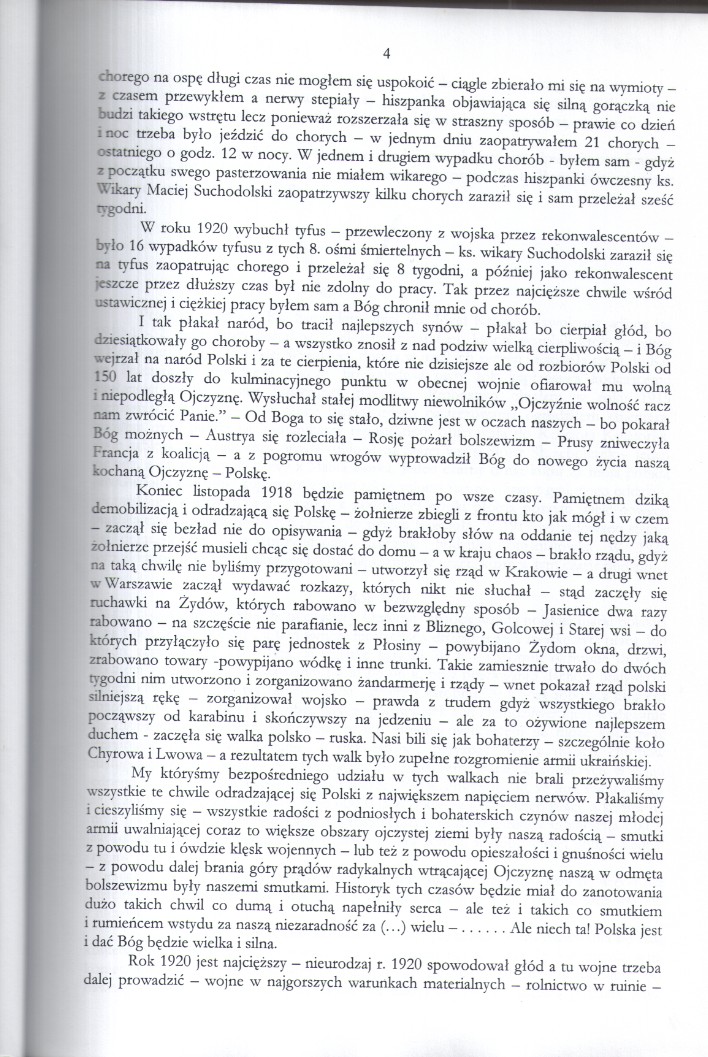 4
chorego na ospę długi czas nie mogłem się uspokoić – ciągle zbierało mi się na wymioty –
z czasem przewykłem a nerwy stepiały – hiszpanka objawiająca się silną gorączką nie
budzi takiego wstrętu lecz ponieważ rozszerzała się w straszny sposób – prawie co dzień
i noc trzeba było jeździć do chorych – w jednym dniu zaopatrywałem 21 chorych –
ostatniego o godz. 12 w nocy. W jednem i drugiem wypadku chorób - byłem sam - gdyż
z początku swego pasterzowania nie miałem wikarego – podczas hiszpanki ówczesny ks.
Wikary Maciej Suchodolski zaopatrzywszy kilku chorych zaraził się i sam przeleżał sześć
tygodni.
W roku 1920 wybuchł tyfus – przewleczony z wojska przez rekonwalescentów –
było 16 wypadków tyfusu z tych 8. ośmi śmiertelnych – ks. wikary Suchodolski zaraził się
na tyfus zaopatrując chorego i przeleżał się 8 tygodni, a później jako rekonwalescent
jeszcze przez dłuższy czas był nie zdolny do pracy. Tak przez najcięższe chwile wśród
ustawicznej i ciężkiej pracy byłem sam a Bóg chronił mnie od chorób.
I tak płakał naród, bo tracił najlepszych synów – płakał bo cierpiał głód, bo
dziesiątkowały go choroby – a wszystko znosił z nad podziw wielką cierpliwością – i Bóg
wejrzał na naród Polski i za te cierpienia, które nie dzisiejsze ale od rozbiorów Polski od
150 lat doszły do kulminacyjnego punktu w obecnej wojnie ofiarował mu wolną
i niepodległą Ojczyznę. Wysłuchał stałej modlitwy niewolników „Ojczyźnie wolność racz
nam zwrócić Panie.” – Od Boga to się stało, dziwne jest w oczach naszych – bo pokarał
Bóg możnych – Austrya się rozleciała – Rosję pożarł bolszewizm – Prusy zniweczyła
Francja z koalicją – a z pogromu wrogów wyprowadził Bóg do nowego życia naszą
kochaną Ojczyznę – Polskę.
Koniec listopada 1918 będzie pamiętnem po wsze czasy. Pamiętnem dziką
demobilizacją i odradzającą się Polskę – żołnierze zbiegli z frontu kto jak mógł i w czem
– zaczął się bezład nie do opisywania – gdyż brakłoby słów na oddanie tej nędzy jaką
żołnierze przejść musieli chcąc się dostać do domu – a w kraju chaos – brakło rządu, gdyż
na taką chwilę nie byliśmy przygotowani – utworzył się rząd w Krakowie – a drugi wnet
w Warszawie zaczął wydawać rozkazy, których nikt nie słuchał – stąd zaczęły się
ruchawki na Żydów, których rabowano w bezwzględny sposób – Jasienice dwa razy
rabowano – na szczęście nie parafianie, lecz inni z Bliznego, Golcowej i Starej wsi – do
których przyłączyło się parę jednostek z Płosiny – powybijano Żydom okna, drzwi,
zrabowano towary -powypijano wódkę i inne trunki. Takie zamiesznie trwało do dwóch
tygodni nim utworzono i zorganizowano żandarmerję i rządy – wnet pokazał rząd polski
silniejszą rękę – zorganizował wojsko – prawda z trudem gdyż wszystkiego brakło
począwszy od karabinu i skończywszy na jedzeniu – ale za to ożywione najlepszem
duchem - zaczęła się walka polsko – ruska. Nasi bili się jak bohaterzy – szczególnie koło
Chyrowa i Lwowa – a rezultatem tych walk było zupełne rozgromienie armii ukraińskiej.
My któryśmy bezpośredniego udziału w tych walkach nie brali przeżywaliśmy
wszystkie te chwile odradzającej się Polski z największem napięciem nerwów. Płakaliśmy
i cieszyliśmy się – wszystkie radości z podniosłych i bohaterskich czynów naszej młodej
armii uwalniającej coraz to większe obszary ojczystej ziemi były naszą radością – smutki
z powodu tu i ówdzie klęsk wojennych – lub też z powodu opieszałości i gnuśności wielu
– z powodu dalej brania góry prądów radykalnych wtrącającej Ojczyznę naszą w odmęta
bolszewizmu były naszemi smutkami. Historyk tych czasów będzie miał do zanotowania
dużo takich chwil co dumą i otuchą napełniły serca – ale też i takich co smutkiem
i rumieńcem wstydu za naszą niezaradność za (...) wielu – . . . . . . Ale niech ta! Polska jest
i dać Bóg będzie wielka i silna.
Rok 1920 jest najcięższy – nieurodzaj r. 1920 spowodował głód a tu wojne trzeba
dalej prowadzić – wojne w najgorszych warunkach materialnych – rolnictwo w ruinie –